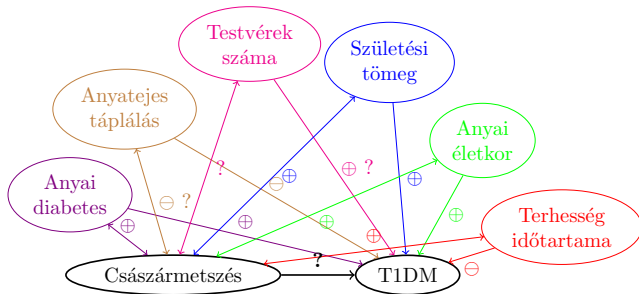 Testvérek
száma
Születési
tömeg
Anyatejes
táplálás
Anyai
életkor
Anyai
diabetes
Terhesség
időtartama
? ⊕ ?
⊖ ⊕ ⊕
⊖ ?
⊕ ⊕ ⊕ ⊕
⊕
?
⊖
Császármetszés
T1DM